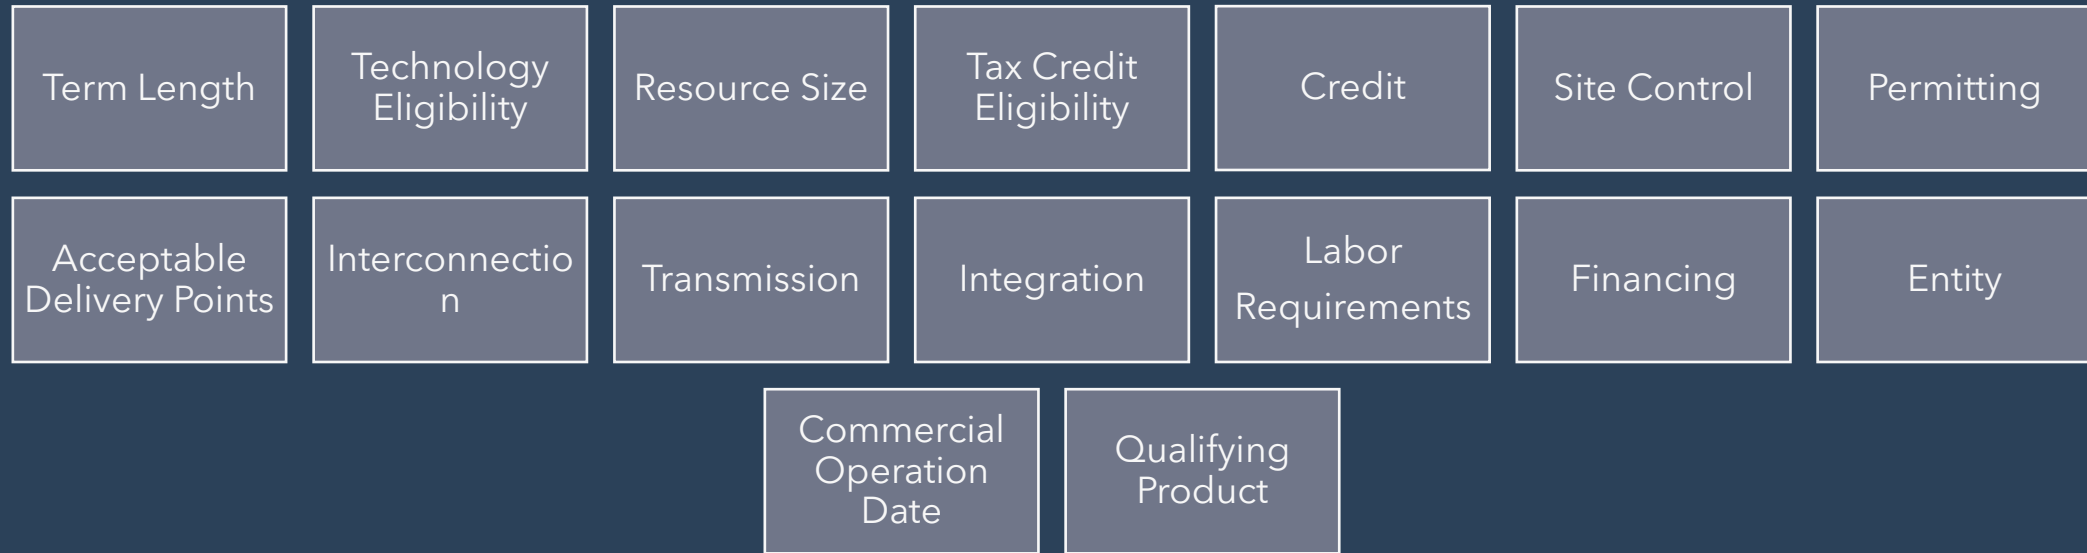 Term Length
Technology
Eligibility
Resource Size
Tax Credit
Eligibility
Credit
Site Control
Permitting
Acceptable
Delivery Points
Interconnectio
n
Transmission
Integration
Labor
Requirements
Financing
Entity
Commercial
Operation
Date
Qualifying
Product